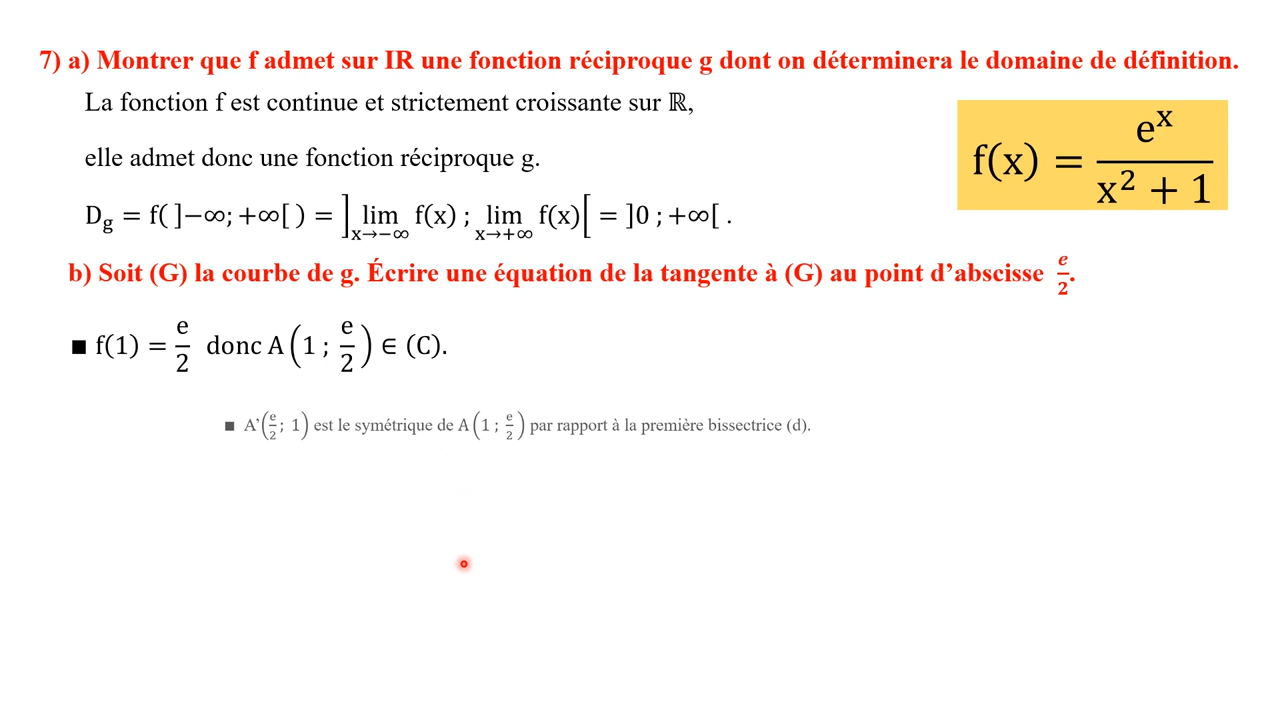 7) a) Montrer que f admet sur IR une fonction réciproque g dont on déterminera le domaine de définition.
La fonction f est continue et strictement croissante sur ℝ,
f(x) = e^x / (x² + 1)
elle admet donc une fonction réciproque g.
D_g = f( ]−∞; +∞[ ) = ] lim_{x→−∞} f(x) ; lim_{x→+∞} f(x) [ = ]0 ; +∞[ .
b) Soit (G) la courbe de g. Écrire une équation de la tangente à (G) au point d’abscisse e/2.
■ f(1) = e/2 donc A (1 ; e/2) ∈ (C).
■ A’(e/2 ; 1) est le symétrique de A (1 ; e/2) par rapport à la première bissectrice (d).